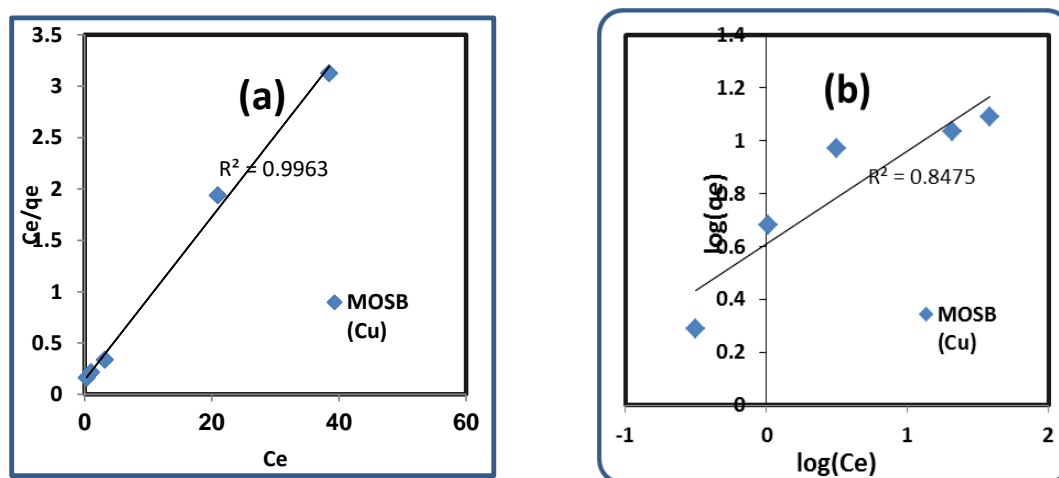 3.5
3
2.5
2
1.5
1
0.5
0
0
20
40
60
Ce/qe
Ce
(a)
R² = 0.9963
MOSB
(Cu)
1.4
1.2
1
0.8
0.6
0.4
0.2
0
-1
0
1
2
log(qe)
log(Ce)
(b)
R² = 0.8475
MOSB
(Cu)